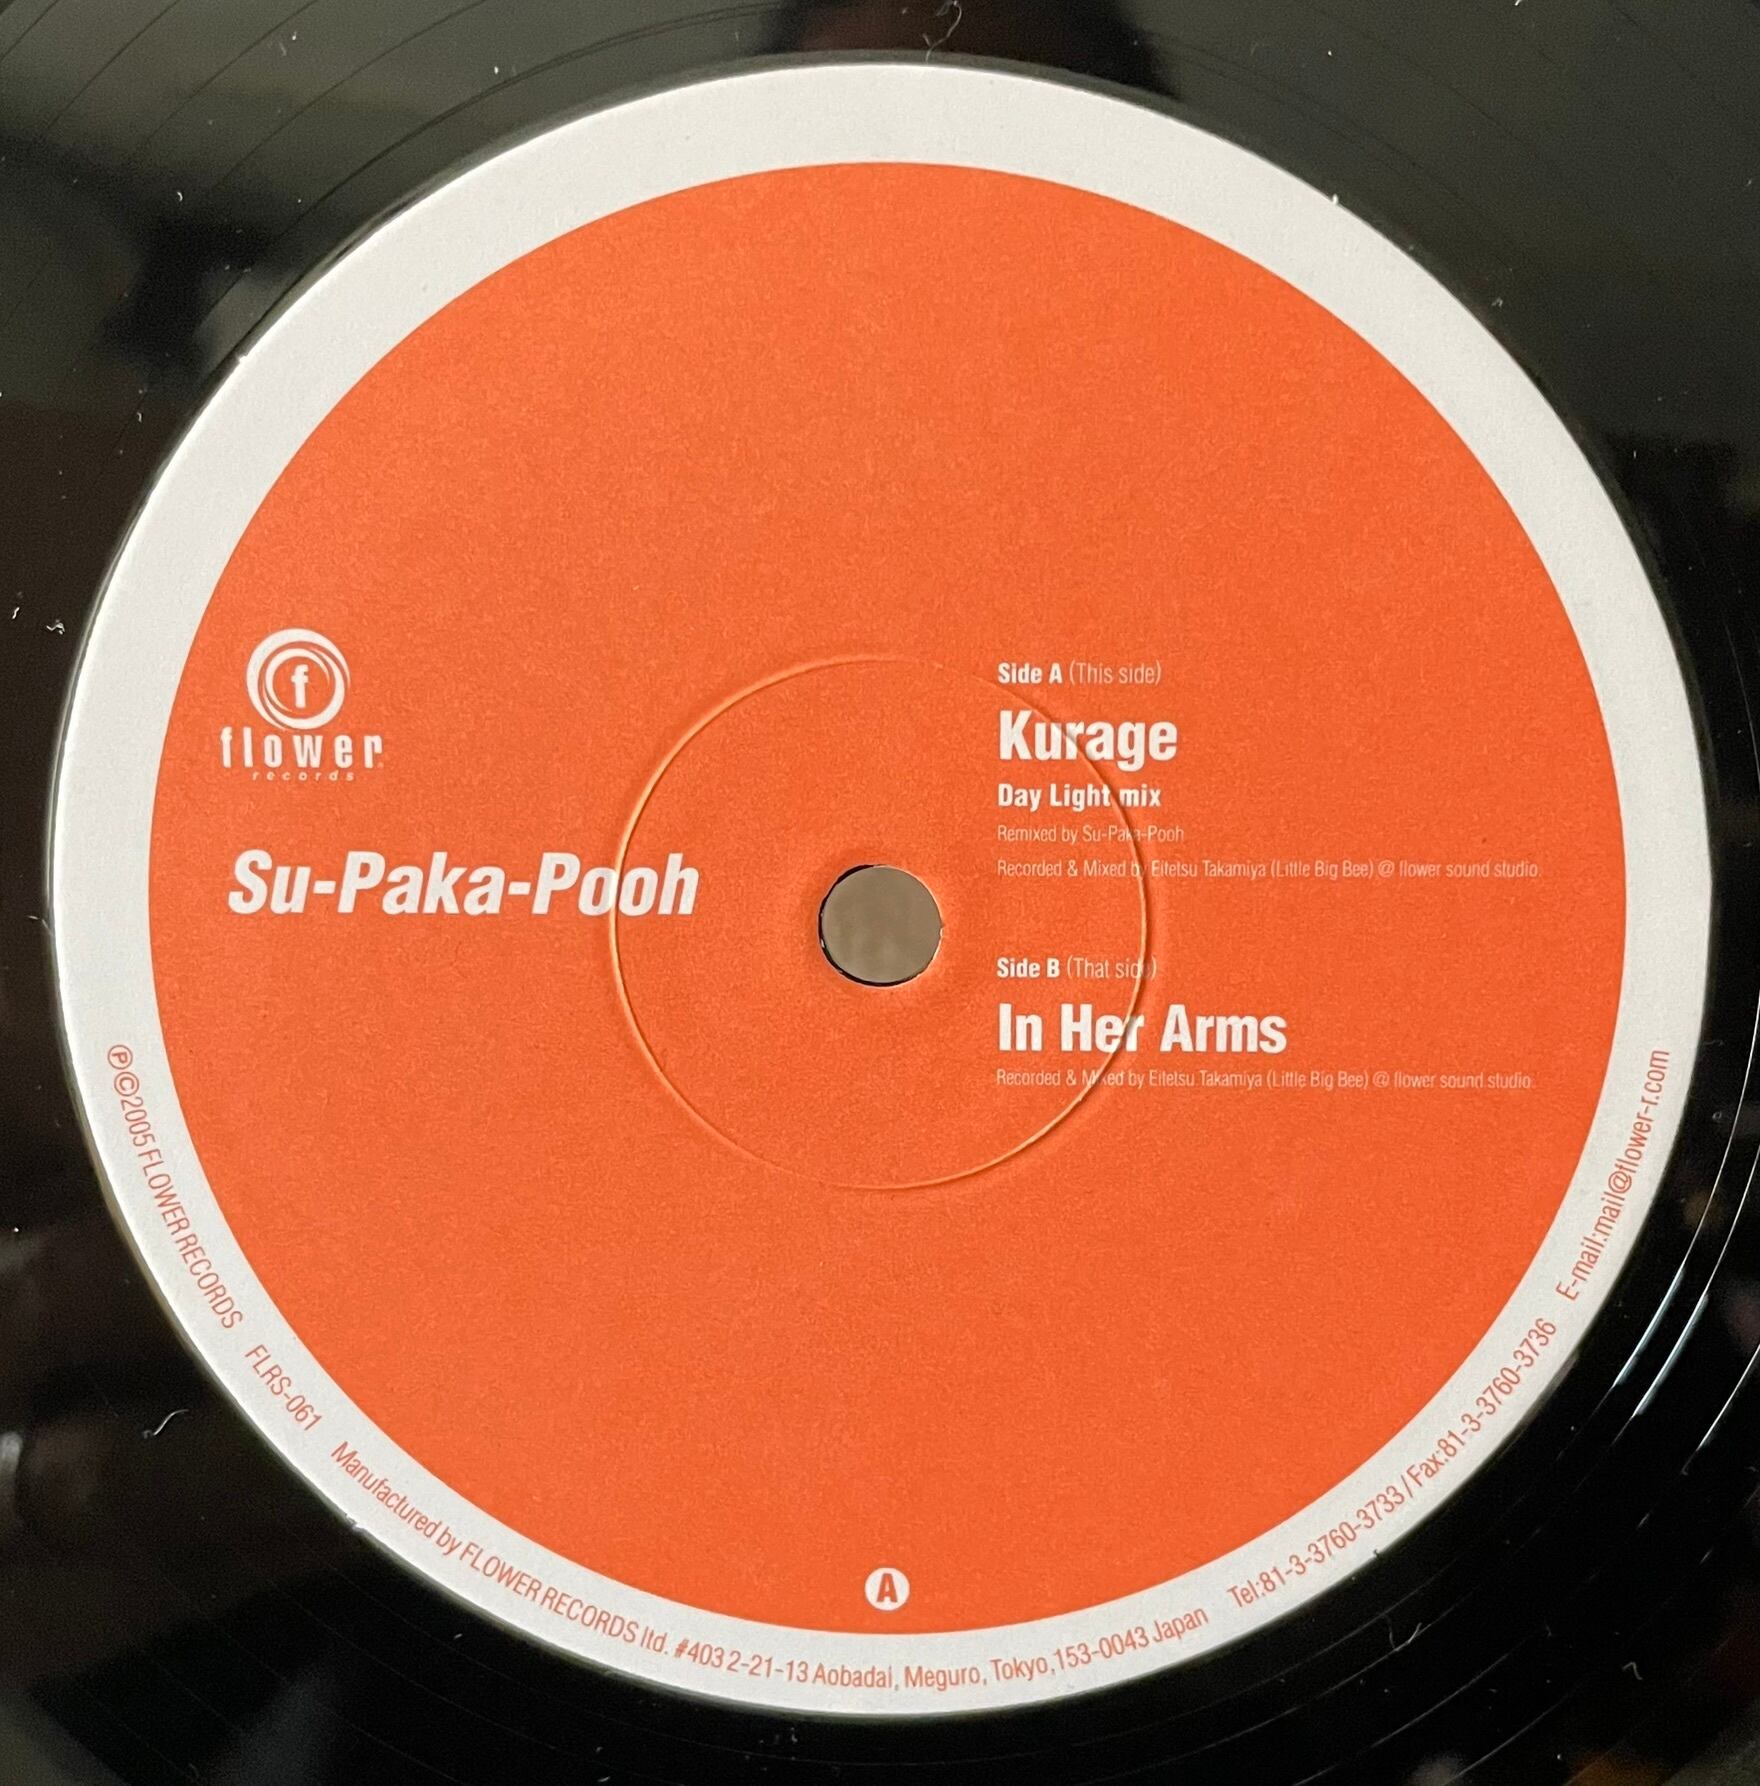 f
flower
records
Su-Paka-Pooh
Side A (This side)
Kurage
Day Light mix
Remixed by Su-Paka-Pooh
Recorded & Mixed by Eitetsu Takamiya (Little Big Bee) @ flower sound studio.
Side B (That side)
In Her Arms
Recorded & Mixed by Eitetsu Takamiya (Little Big Bee) @ flower sound studio.
A
Ⓟ©2005 FLOWER RECORDS FLRS-061 Manufactured by FLOWER RECORDS ltd. #403 2-21-13 Aobadai, Meguro, Tokyo, 153-0043 Japan Tel:81-3-3760-3733 / Fax:81-3-3760-3736 E-mail:mail@flower-r.com